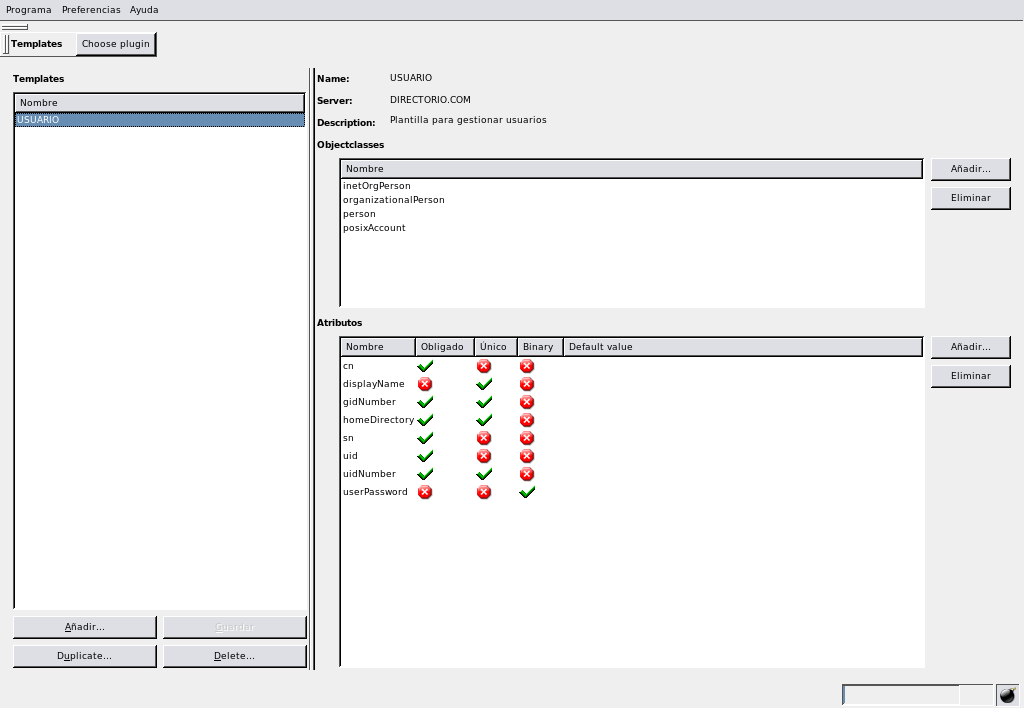 Programa Preferencias Ayuda
Templates Choose plugin
Templates
Nombre
USUARIO
Añadir... Guardar
Duplicate... Delete...
Name: USUARIO
Server: DIRECTORIO.COM
Description: Plantilla para gestionar usuarios
Objectclasses
Nombre
inetOrgPerson
organizationalPerson
person
posixAccount
Añadir...
Eliminar
Atributos
Nombre Obligado Único Binary Default value
cn
displayName
gidNumber
homeDirectory
sn
uid
uidNumber
userPassword
Añadir...
Eliminar